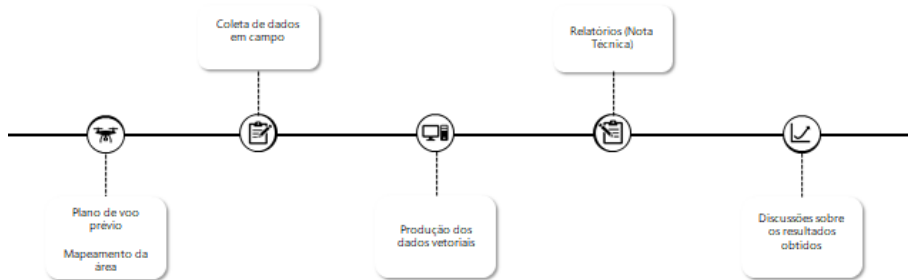 Coleta de dados
em campo
Relatórios (Nota
Técnica)
Plano de voo
prévio
Mapeamento da
área
Produção dos
dados vetoriais
Discussões sobre
os resultados
obtidos